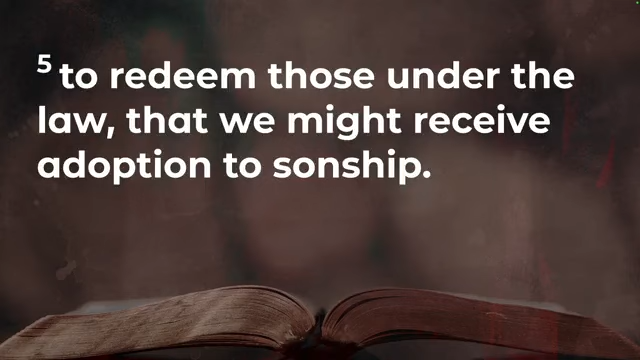 5 to redeem those under the
law, that we might receive
adoption to sonship.